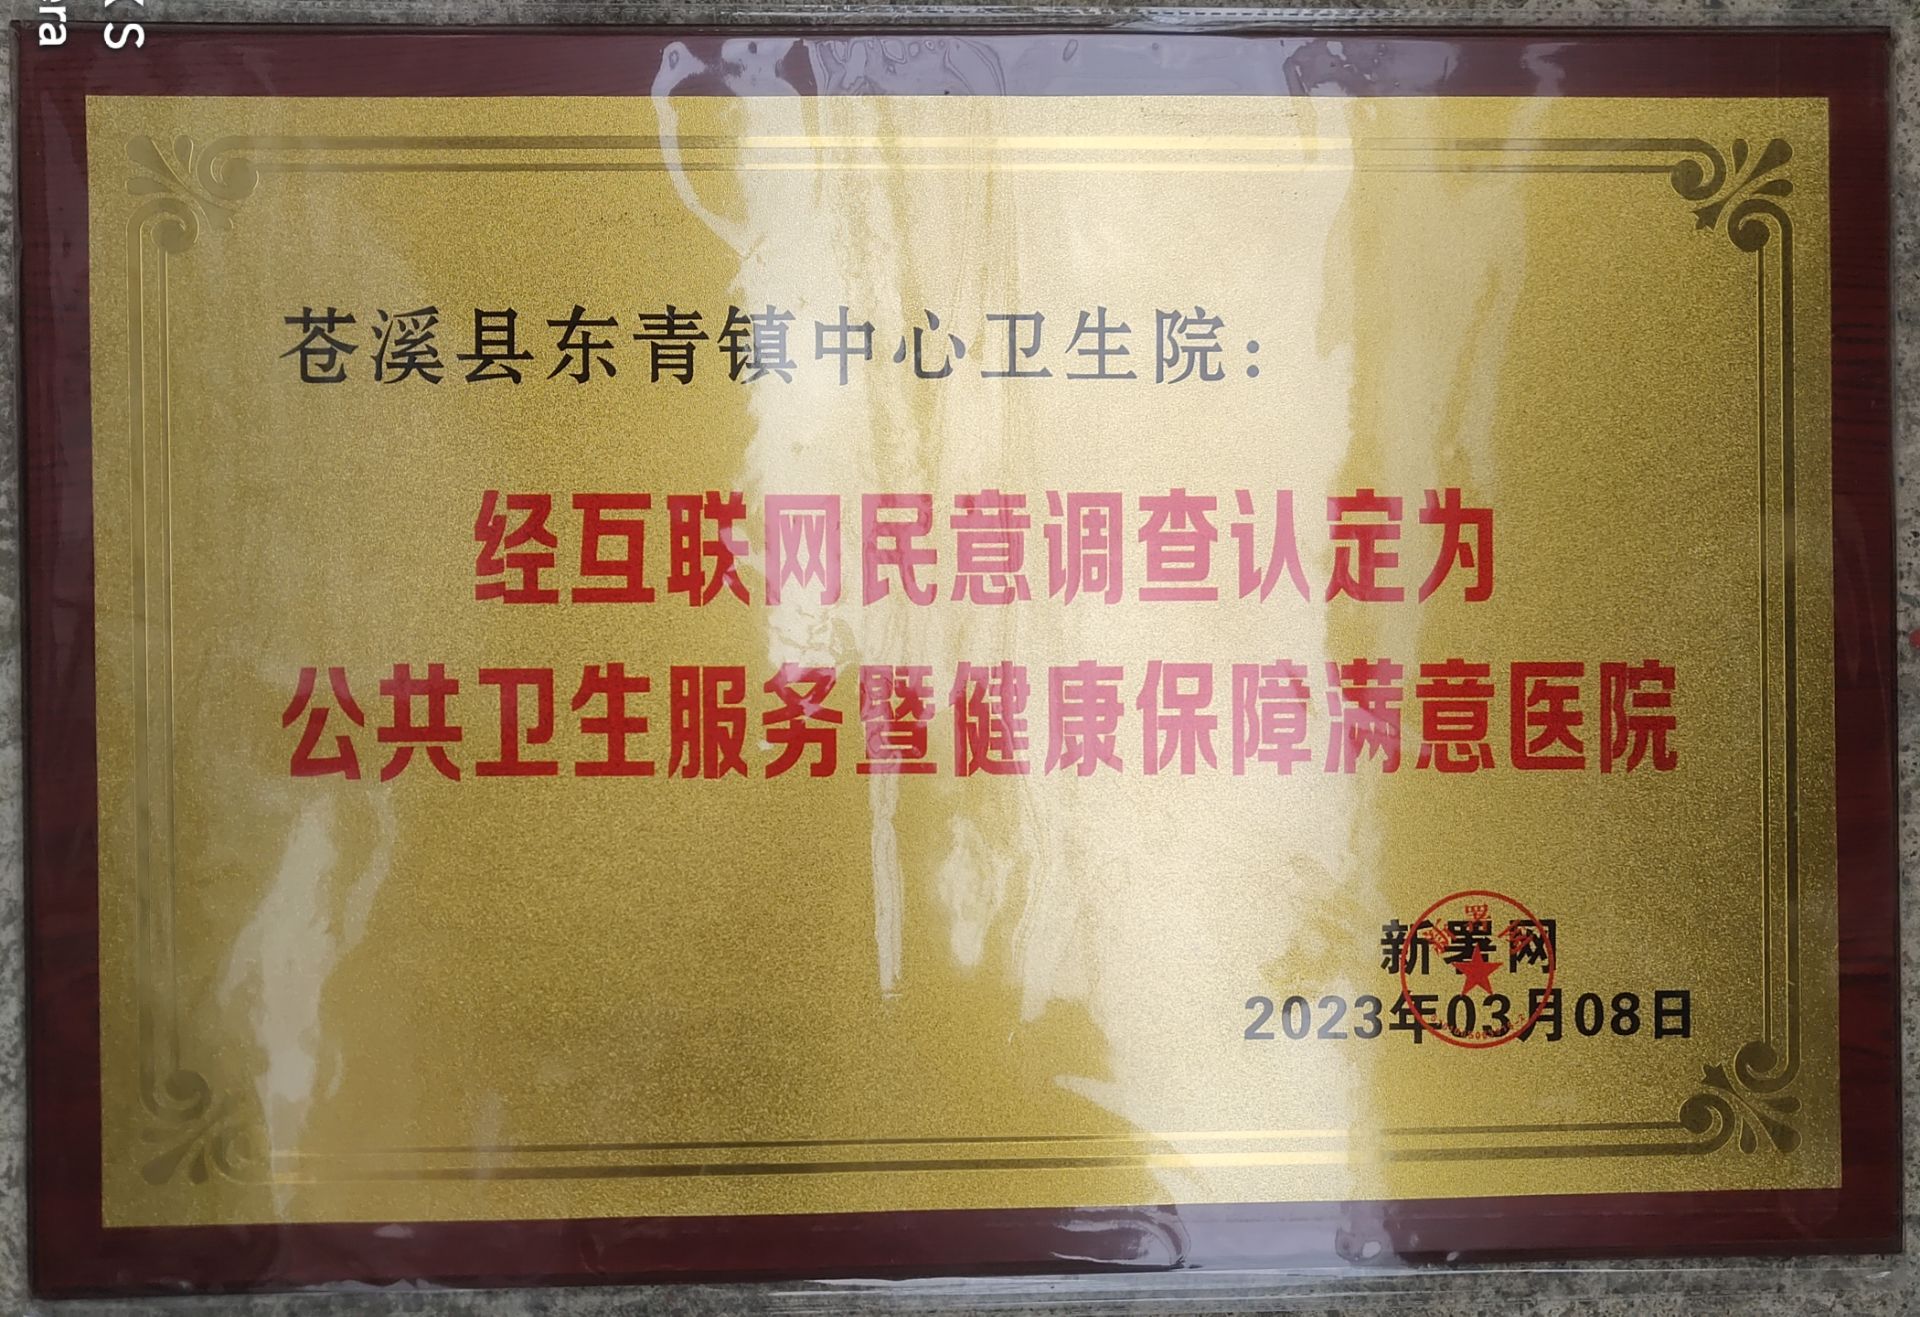 苍溪县东青镇中心卫生院：
经互联网民意调查认定为
公共卫生服务暨健康保障满意医院
新署网
2023年03月08日